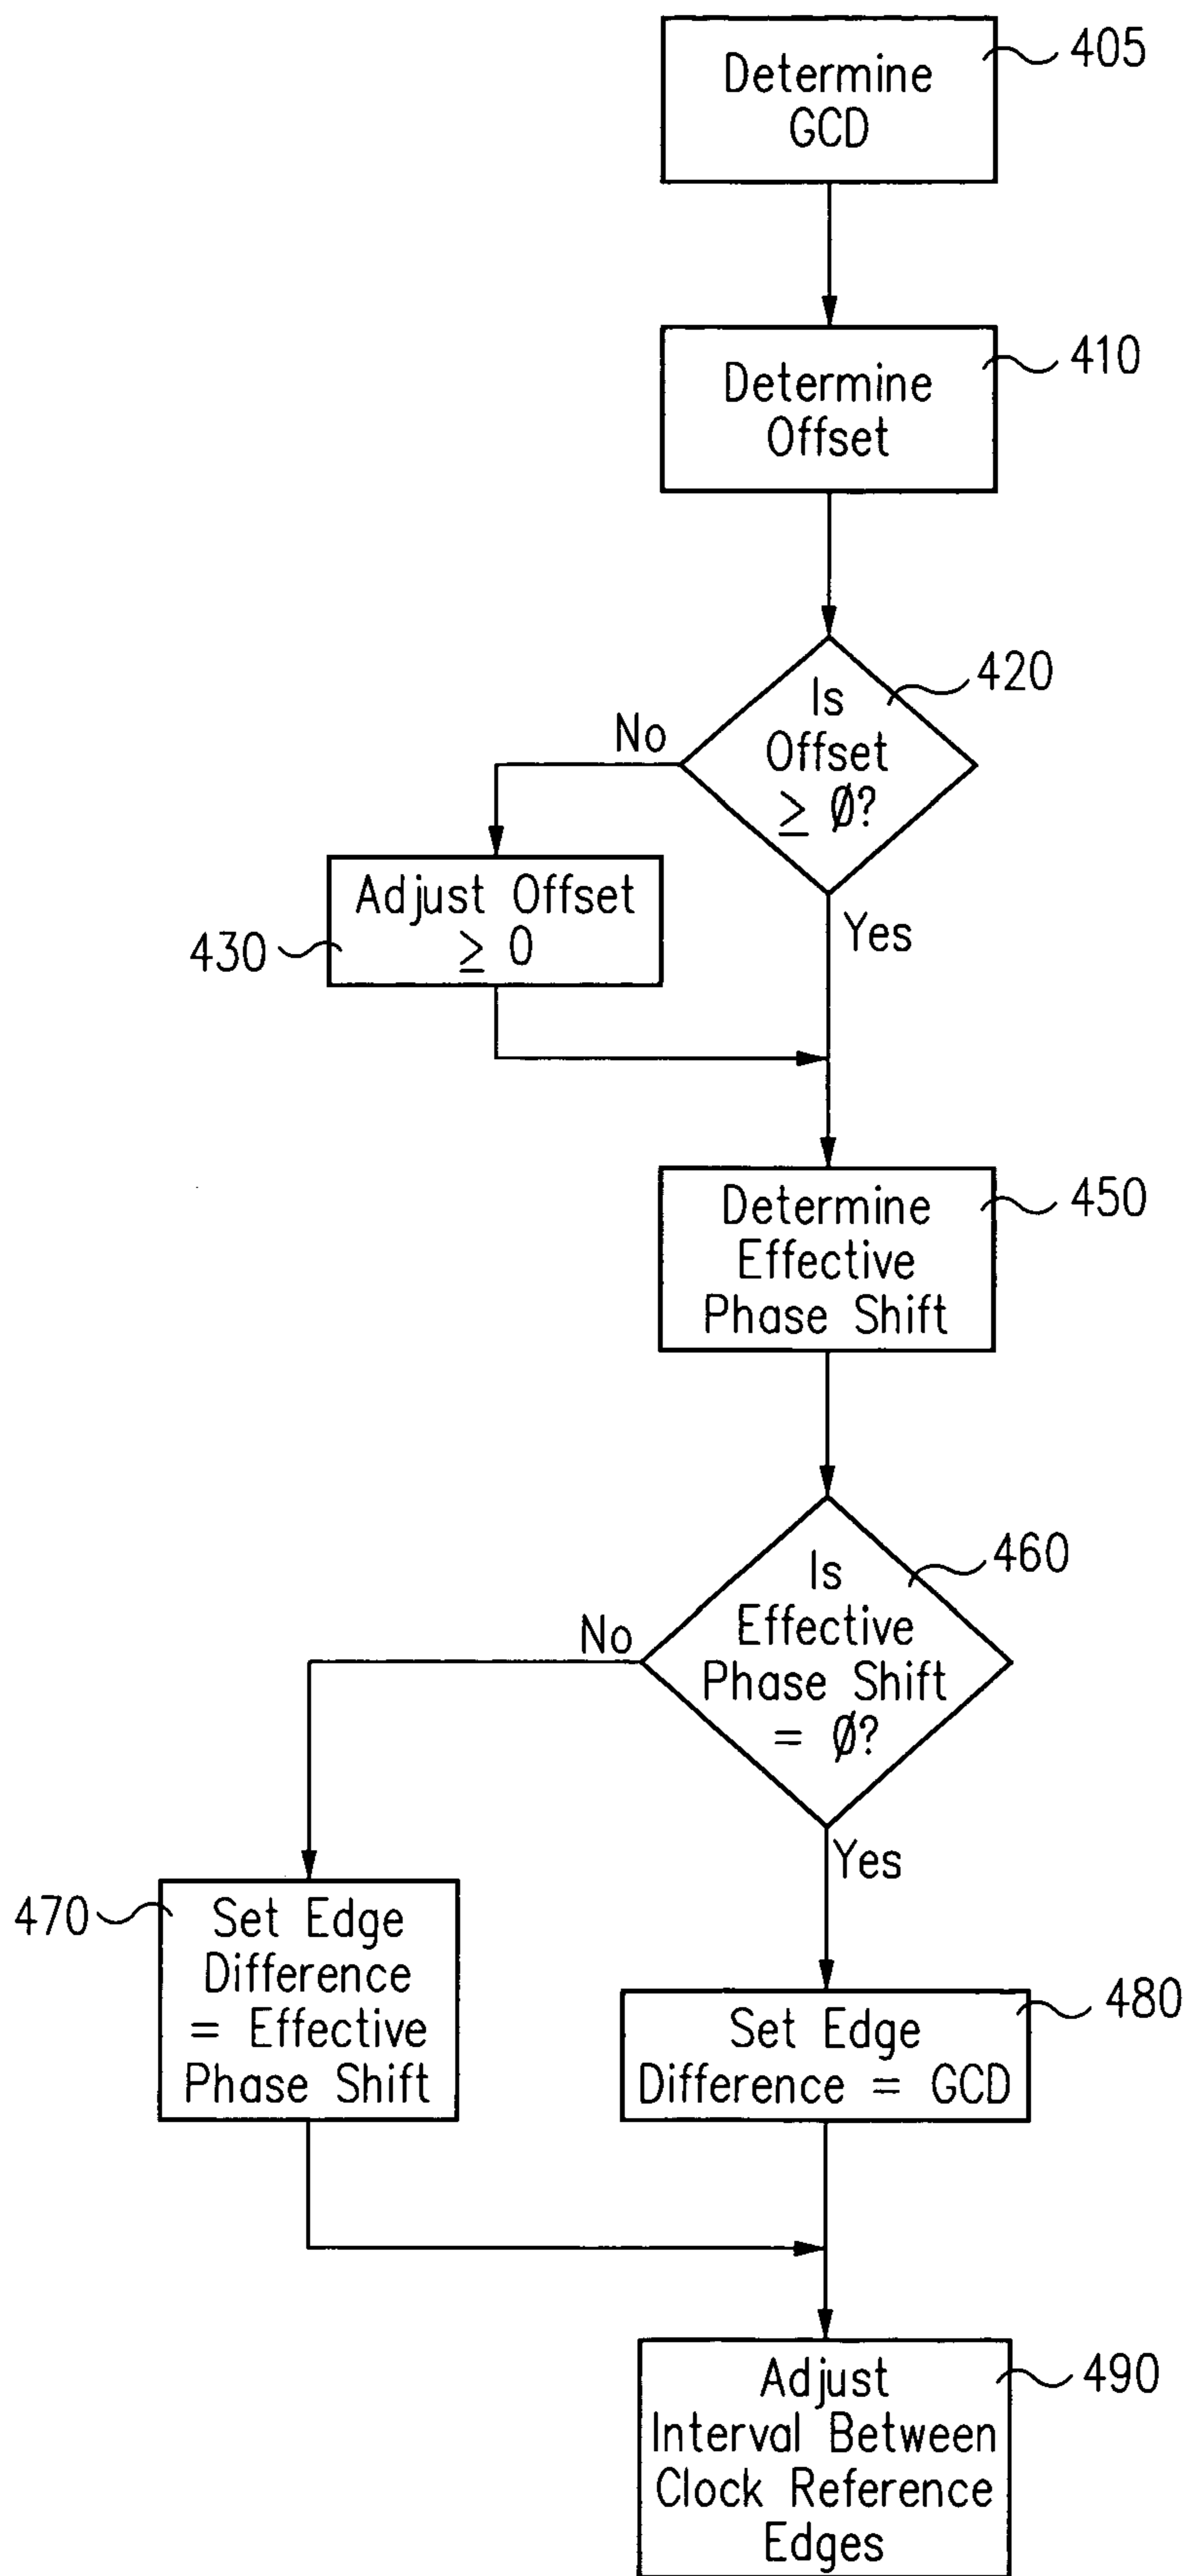 Determine
GCD
405
Determine
Offset
410
Is
Offset
≥ Ø?
420
No
Yes
Adjust Offset
≥ 0
430
Determine
Effective
Phase Shift
450
Is
Effective
Phase Shift
= Ø?
460
No
Yes
Set Edge
Difference
= Effective
Phase Shift
470
Set Edge
Difference = GCD
480
Adjust
Interval Between
Clock Reference
Edges
490